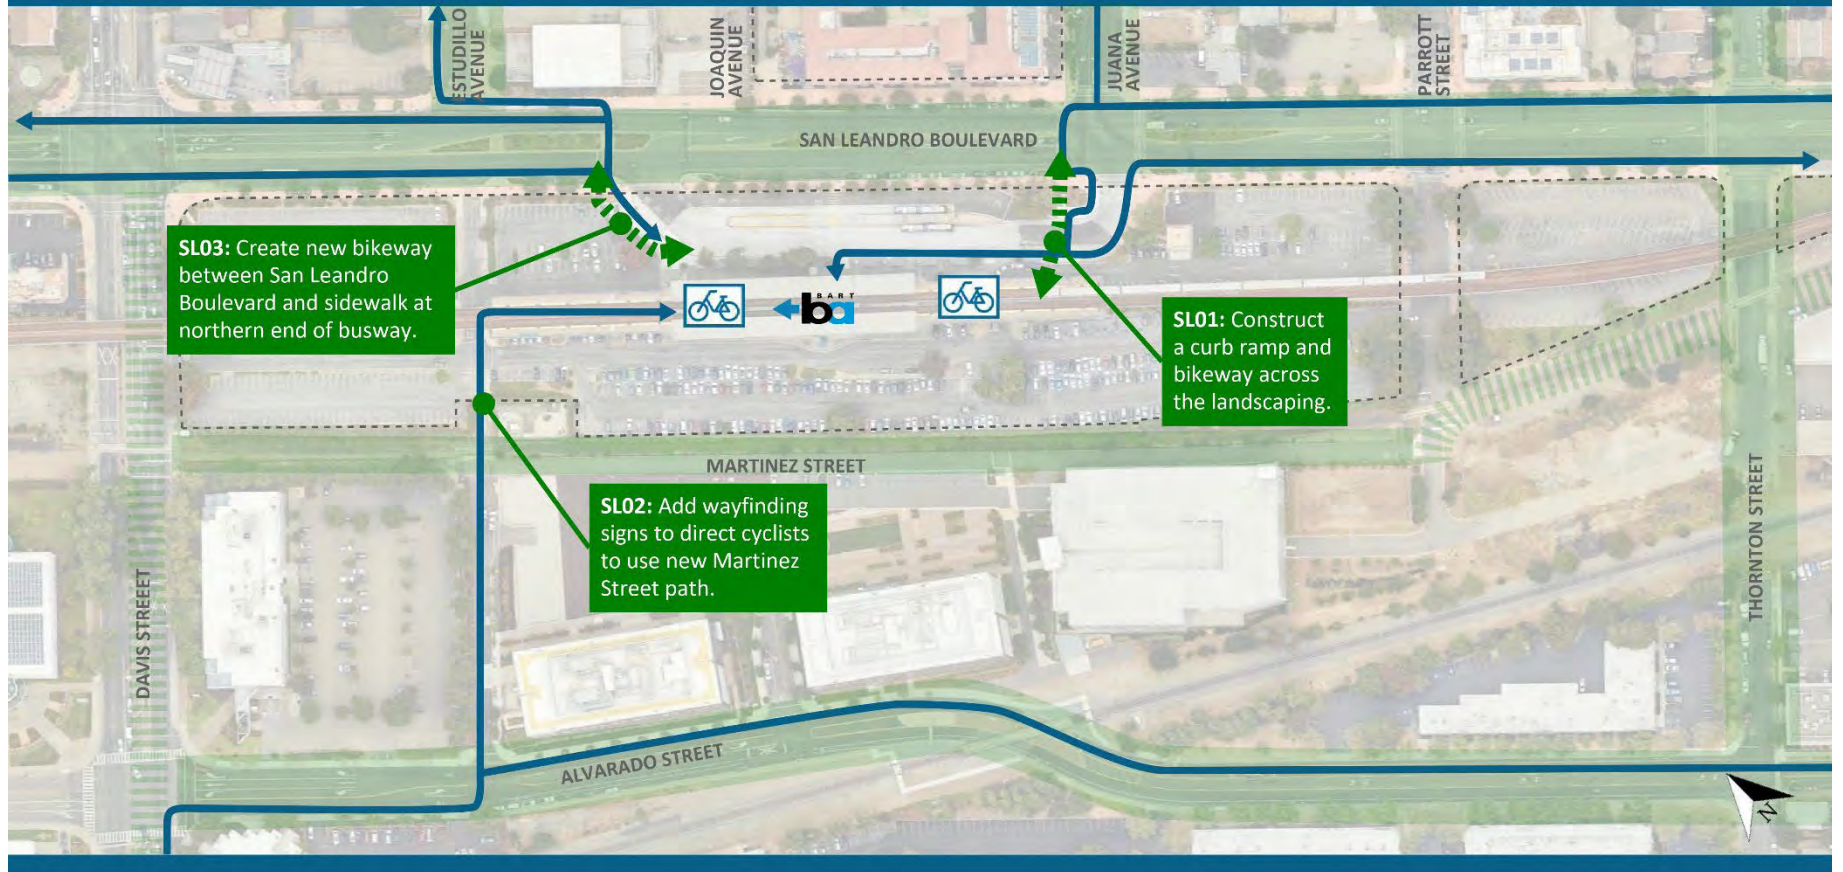 ESTUDILLO
AVENUE
JOAQUIN
AVENUE
JUANA
AVENUE
PARROTT
STREET
SAN LEANDRO BOULEVARD
SL03: Create new bikeway
between San Leandro
Boulevard and sidewalk at
northern end of busway.
BART
ba
SL01: Construct
a curb ramp and
bikeway across
the landscaping.
MARTINEZ STREET
SL02: Add wayfinding
signs to direct cyclists
to use new Martinez
Street path.
DAVIS STREEET
THORNTON STREET
ALVARADO STREET
N